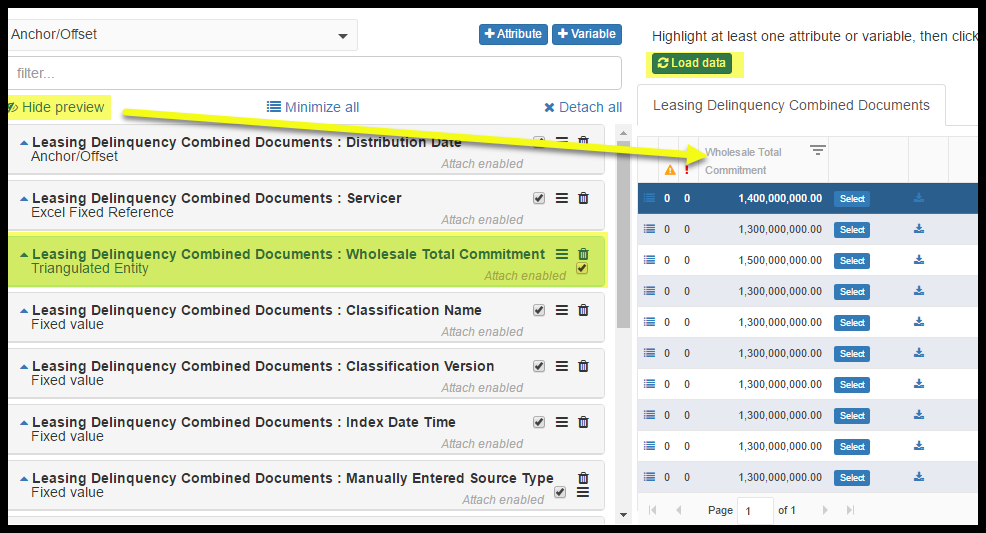 Anchor/Offset
Attribute
Variable
filter...
Hide preview
Minimize all
Detach all
Leasing Delinquency Combined Documents : Distribution Date
Anchor/Offset
Attach enabled
Leasing Delinquency Combined Documents : Servicer
Excel Fixed Reference
Attach enabled
Leasing Delinquency Combined Documents : Wholesale Total Commitment
Triangulated Entity
Attach enabled
Leasing Delinquency Combined Documents : Classification Name
Fixed value
Attach enabled
Leasing Delinquency Combined Documents : Classification Version
Fixed value
Attach enabled
Leasing Delinquency Combined Documents : Index Date Time
Fixed value
Attach enabled
Leasing Delinquency Combined Documents : Manually Entered Source Type
Fixed value
Attach enabled
Highlight at least one attribute or variable, then click
Load data
Leasing Delinquency Combined Documents
Wholesale Total
Commitment
0 0 1,400,000,000.00 Select
0 0 1,300,000,000.00 Select
0 0 1,500,000,000.00 Select
0 0 1,300,000,000.00 Select
0 0 1,300,000,000.00 Select
0 0 1,300,000,000.00 Select
0 0 1,300,000,000.00 Select
0 0 1,300,000,000.00 Select
0 0 1,300,000,000.00 Select
0 0 1,300,000,000.00 Select
Page 1 of 1